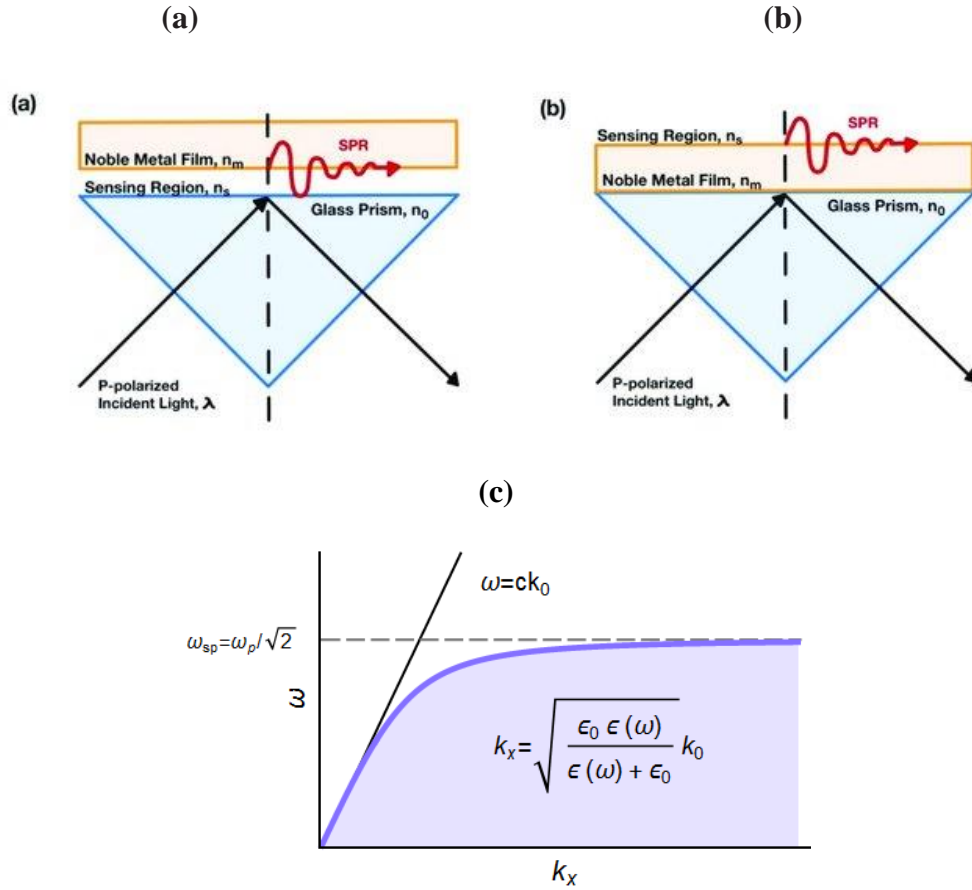 (a)
(b)
(a)
SPR
Noble Metal Film, nm
Sensing Region, ns
Glass Prism, n0
P-polarized
Incident Light, λ
(b)
Sensing Region, ns
SPR
Noble Metal Film, nm
Glass Prism, n0
P-polarized
Incident Light, λ
(c)
ω=ck₀
ωsp=ωp/√2
ω
kₓ=√(ϵ₀ ϵ(ω) / (ϵ(ω) + ϵ₀)) k₀
kₓ